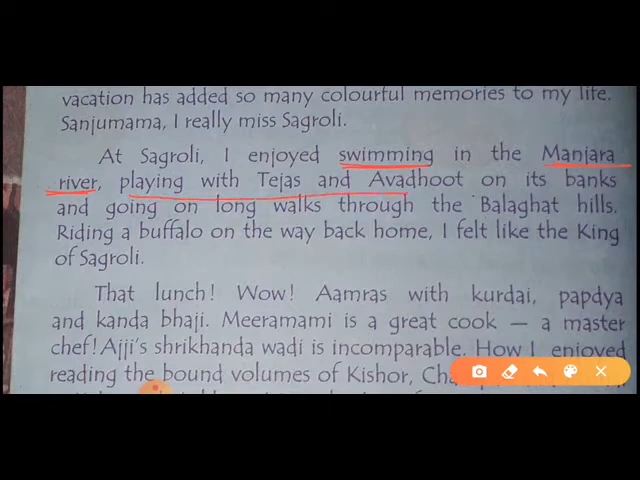 vacation has added so many colourful memories to my life.
Sanjumama, I really miss Sagroli.
At Sagroli, I enjoyed swimming in the Manjara
river, playing with Tejas and Avadhoot on its banks
and going on long walks through the Balaghat hills.
Riding a buffalo on the way back home, I felt like the King
of Sagroli.
That lunch! Wow! Aamras with kurdai, papdya
and kanda bhaji. Meeramami is a great cook – a master
chef! Ajji's shrikhanda wadi is incomparable. How I enjoyed
reading the bound volumes of Kishor,